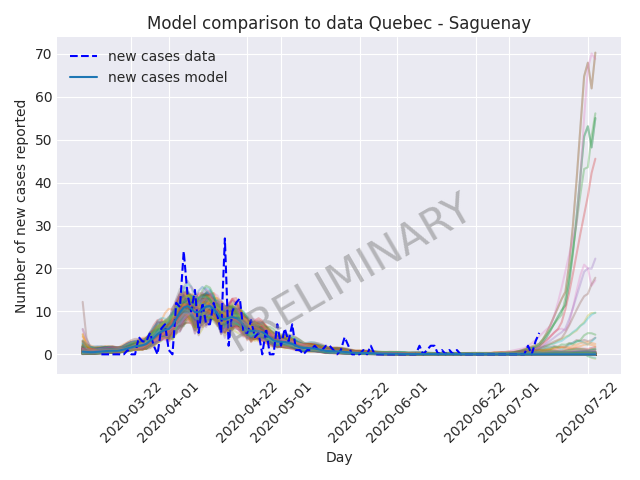 Model comparison to data Quebec - Saguenay
new cases data
new cases model
Number of new cases reported
70
60
50
40
30
20
10
0
PRELIMINARY
2020-03-22
2020-04-01
2020-04-22
2020-05-01
2020-05-22
2020-06-01
2020-06-22
2020-07-01
2020-07-22
Day